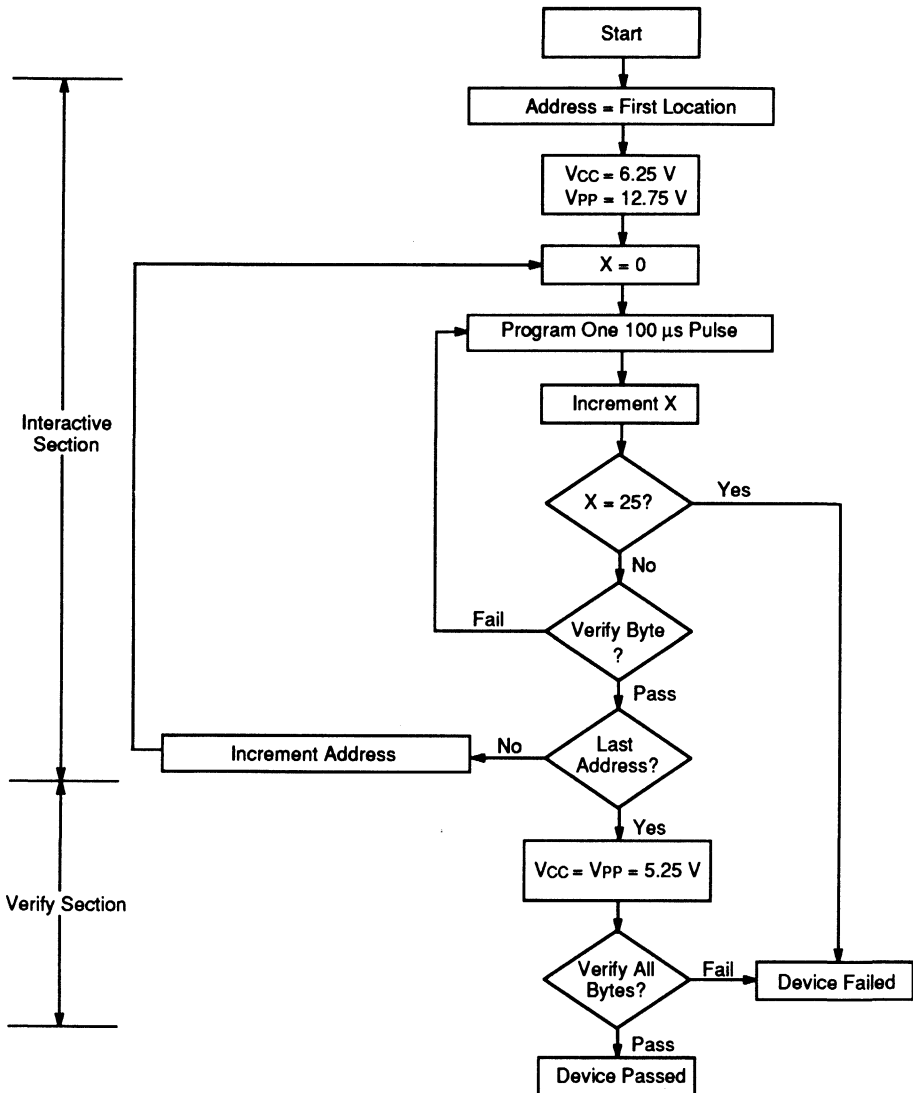 Start
Address = First Location
VCC = 6.25 V
VPP = 12.75 V
X = 0
Program One 100 μs Pulse
Increment X
Interactive
Section
X = 25?
Yes
No
Fail
Verify Byte
?
Pass
Increment Address
No
Last
Address?
Yes
VCC = VPP = 5.25 V
Verify Section
Verify All
Bytes?
Fail
Device Failed
Pass
Device Passed